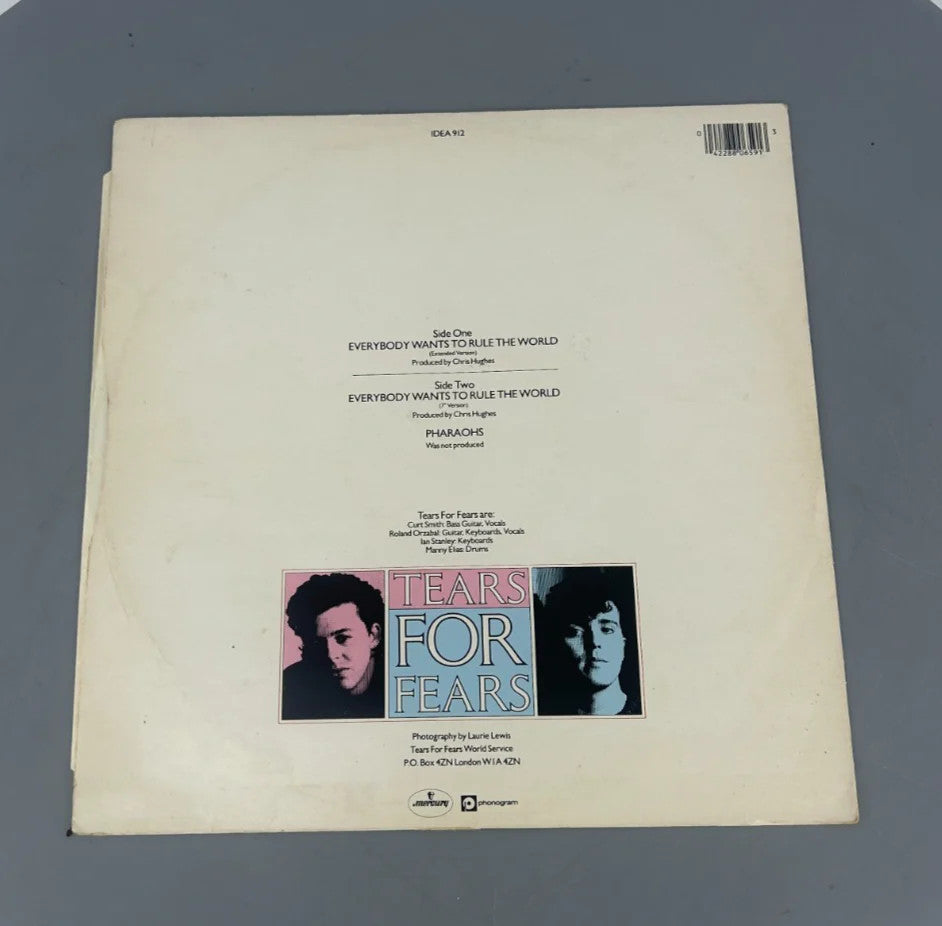 IDEA 912
0 42288 06591 3
Side One
EVERYBODY WANTS TO RULE THE WORLD
(Extended Version)
Produced by Chris Hughes
Side Two
EVERYBODY WANTS TO RULE THE WORLD
(7" Version)
Produced by Chris Hughes
PHARAOHS
Was not produced
Tears For Fears are:
Curt Smith: Bass Guitar, Vocals
Roland Orzabal: Guitar, Keyboards, Vocals
Ian Stanley: Keyboards
Manny Elias: Drums
TEARS
FOR
FEARS
Photography by Laurie Lewis
Tears For Fears World Service
P.O. Box 4ZN London W1A 4ZN
mercury phonogram